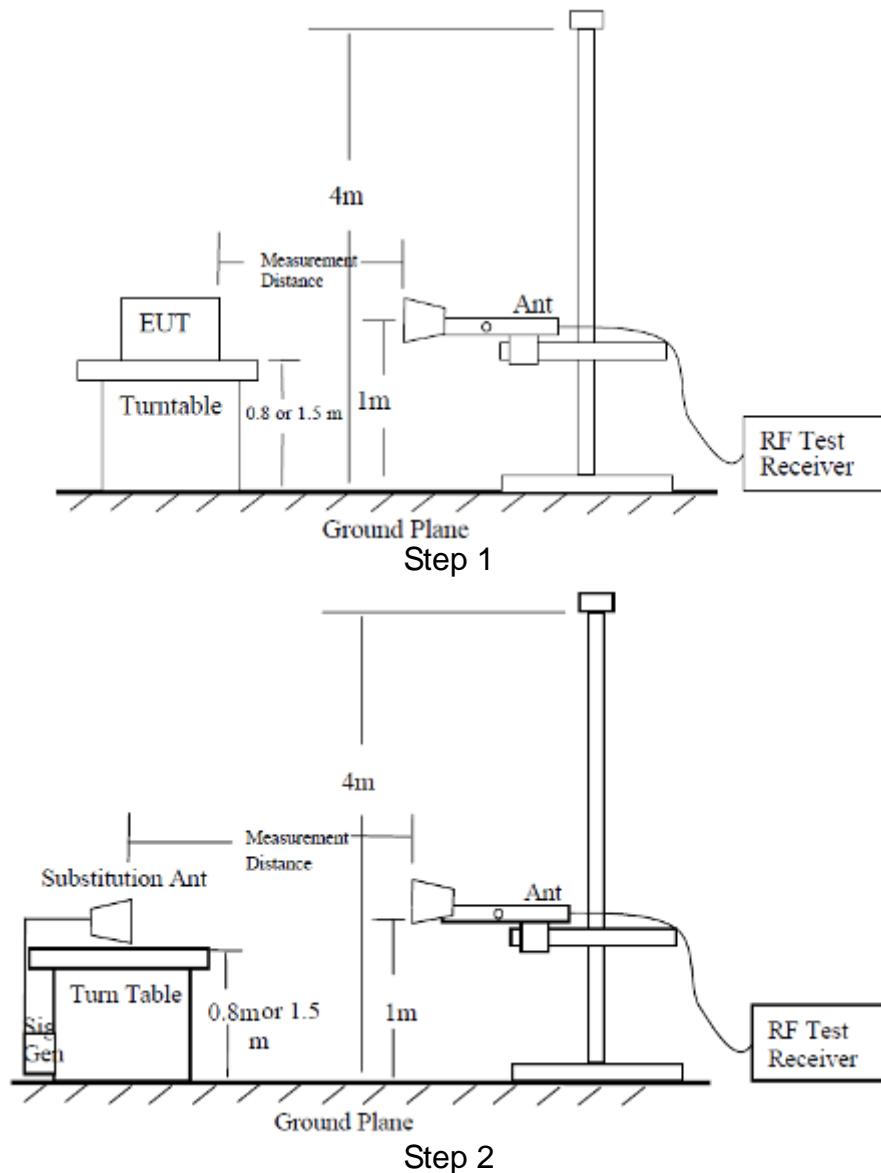 4m
Measurement
Distance
Ant
EUT
1m
0.8 or 1.5 m
Turntable
RF Test
Receiver
Ground Plane
Step 1
4m
Measurement
Distance
Substitution Ant
Ant
Turn Table
0.8m or 1.5
m
1m
Sig
Gen
RF Test
Receiver
Ground Plane
Step 2